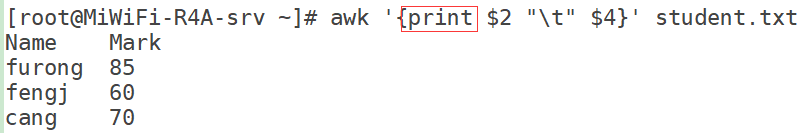 [root@MiWiFi-R4A-srv ~]# awk '{print $2 "\t" $4}' student.txt
Name    Mark
furong  85
fengj   60
cang    70